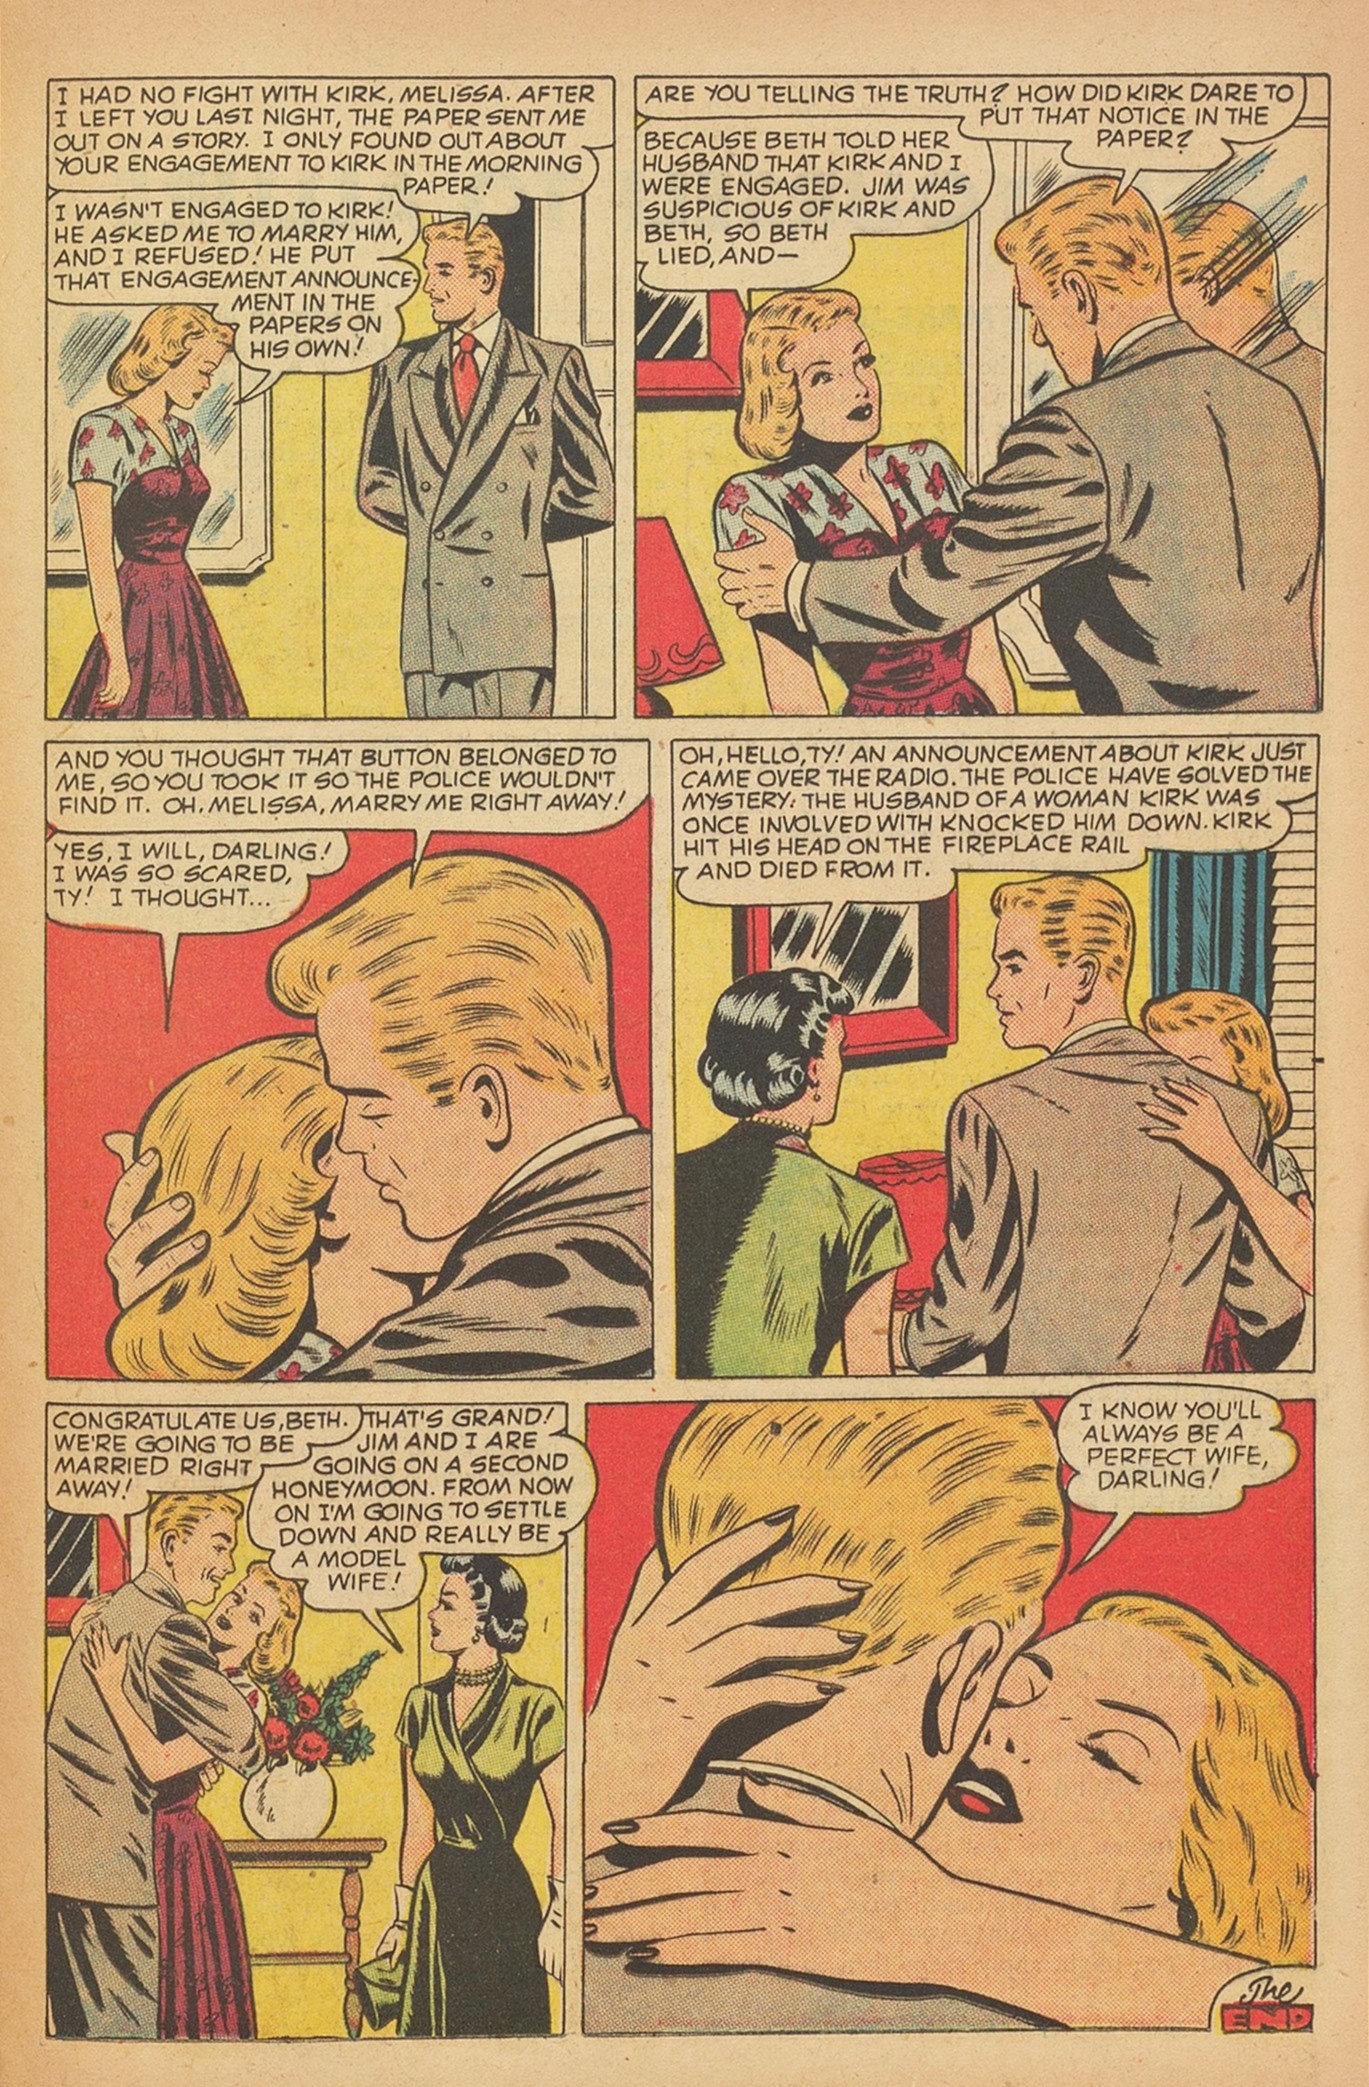 I HAD NO FIGHT WITH KIRK, MELISSA. AFTER
I LEFT YOU LAST NIGHT, THE PAPER SENT ME
OUT ON A STORY. I ONLY FOUND OUT ABOUT
YOUR ENGAGEMENT TO KIRK IN THE MORNING
PAPER!
I WASN'T ENGAGED TO KIRK!
HE ASKED ME TO MARRY HIM,
AND I REFUSED! HE PUT
THAT ENGAGEMENT ANNOUNCE-
MENT IN THE
PAPERS ON
HIS OWN!
ARE YOU TELLING THE TRUTH? HOW DID KIRK DARE TO
PUT THAT NOTICE IN THE
PAPER?
BECAUSE BETH TOLD HER
HUSBAND THAT KIRK AND I
WERE ENGAGED. JIM WAS
SUSPICIOUS OF KIRK AND
BETH, SO BETH
LIED, AND—
AND YOU THOUGHT THAT BUTTON BELONGED TO
ME, SO YOU TOOK IT SO THE POLICE WOULDN'T
FIND IT. OH, MELISSA, MARRY ME RIGHT AWAY!
YES, I WILL, DARLING!
I WAS SO SCARED,
TY! I THOUGHT...
OH, HELLO, TY! AN ANNOUNCEMENT ABOUT KIRK JUST
CAME OVER THE RADIO. THE POLICE HAVE SOLVED THE
MYSTERY: THE HUSBAND OF A WOMAN KIRK WAS
ONCE INVOLVED WITH KNOCKED HIM DOWN. KIRK
HIT HIS HEAD ON THE FIREPLACE RAIL
AND DIED FROM IT.
CONGRATULATE US, BETH.
WE'RE GOING TO BE
MARRIED RIGHT
AWAY!
THAT'S GRAND!
JIM AND I ARE
GOING ON A SECOND
HONEYMOON. FROM NOW
ON I'M GOING TO SETTLE
DOWN AND REALLY BE
A MODEL
WIFE!
I KNOW YOU'LL
ALWAYS BE A
PERFECT WIFE,
DARLING!
The
END